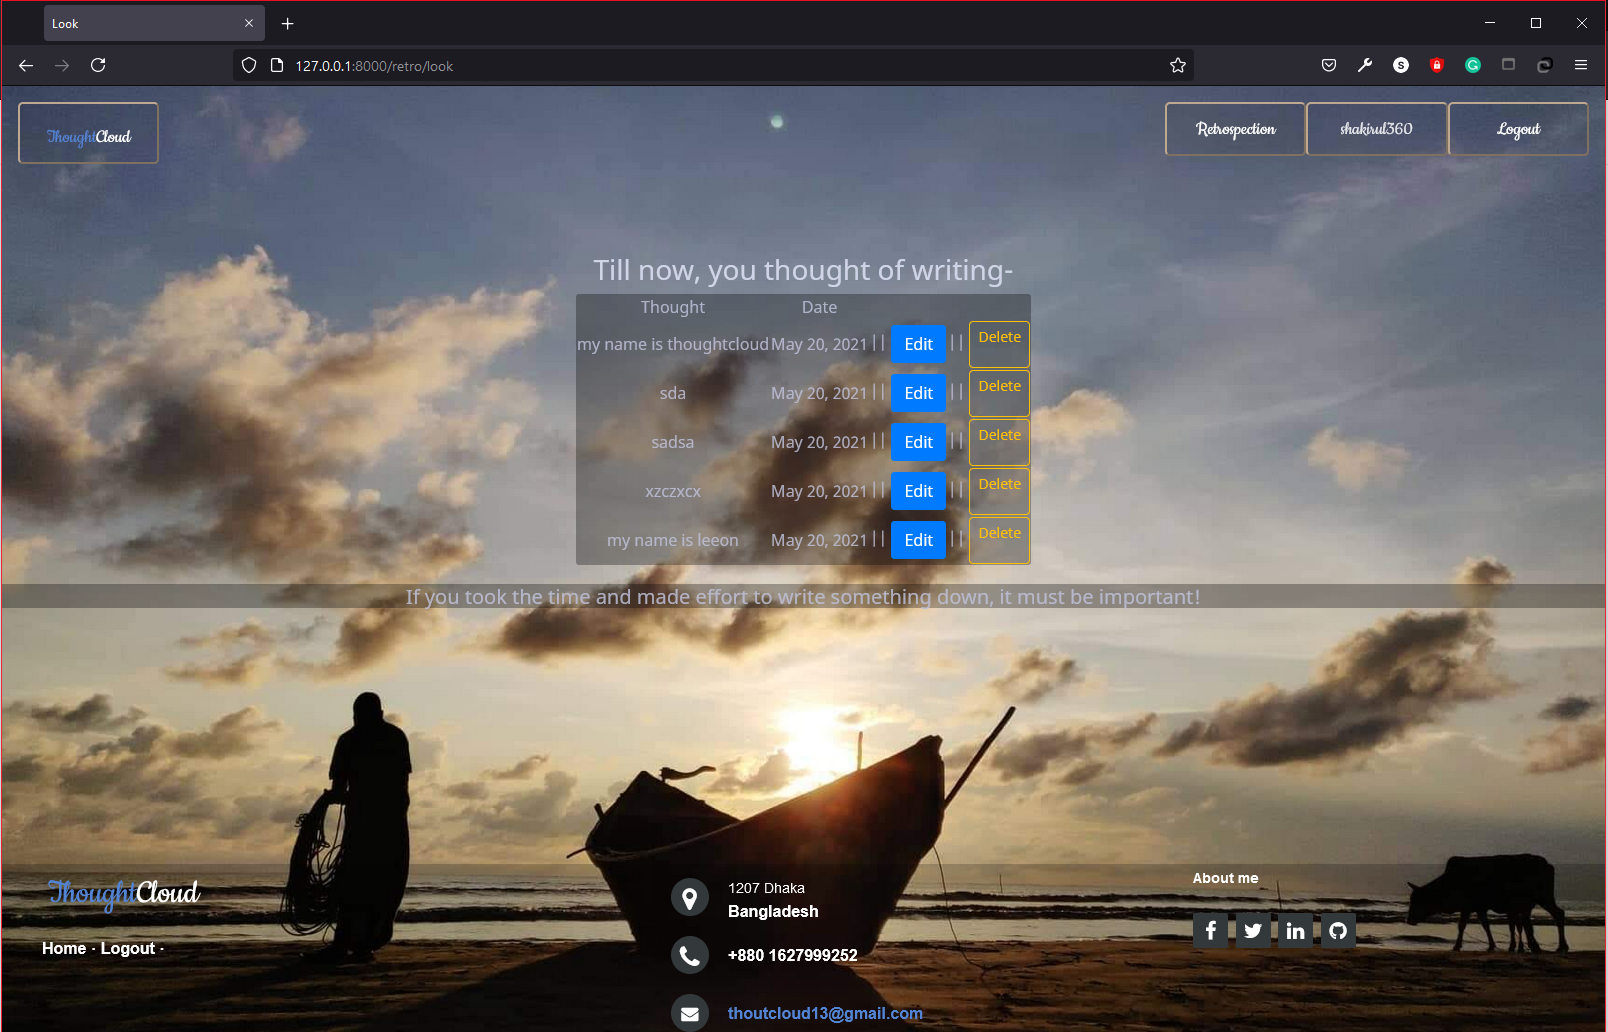 Look
127.0.0.1:8000/retro/look
ThoughtCloud
Retrospection
shakirul360
Logout
Till now, you thought of writing-
Thought Date
my name is thoughtcloud May 20, 2021 || Edit || Delete
sda May 20, 2021 || Edit || Delete
sadsa May 20, 2021 || Edit || Delete
xzczxcx May 20, 2021 || Edit || Delete
my name is leeon May 20, 2021 || Edit || Delete
If you took the time and made effort to write something down, it must be important!
ThoughtCloud
Home · Logout ·
1207 Dhaka
Bangladesh
+880 1627999252
thoutcloud13@gmail.com
About me